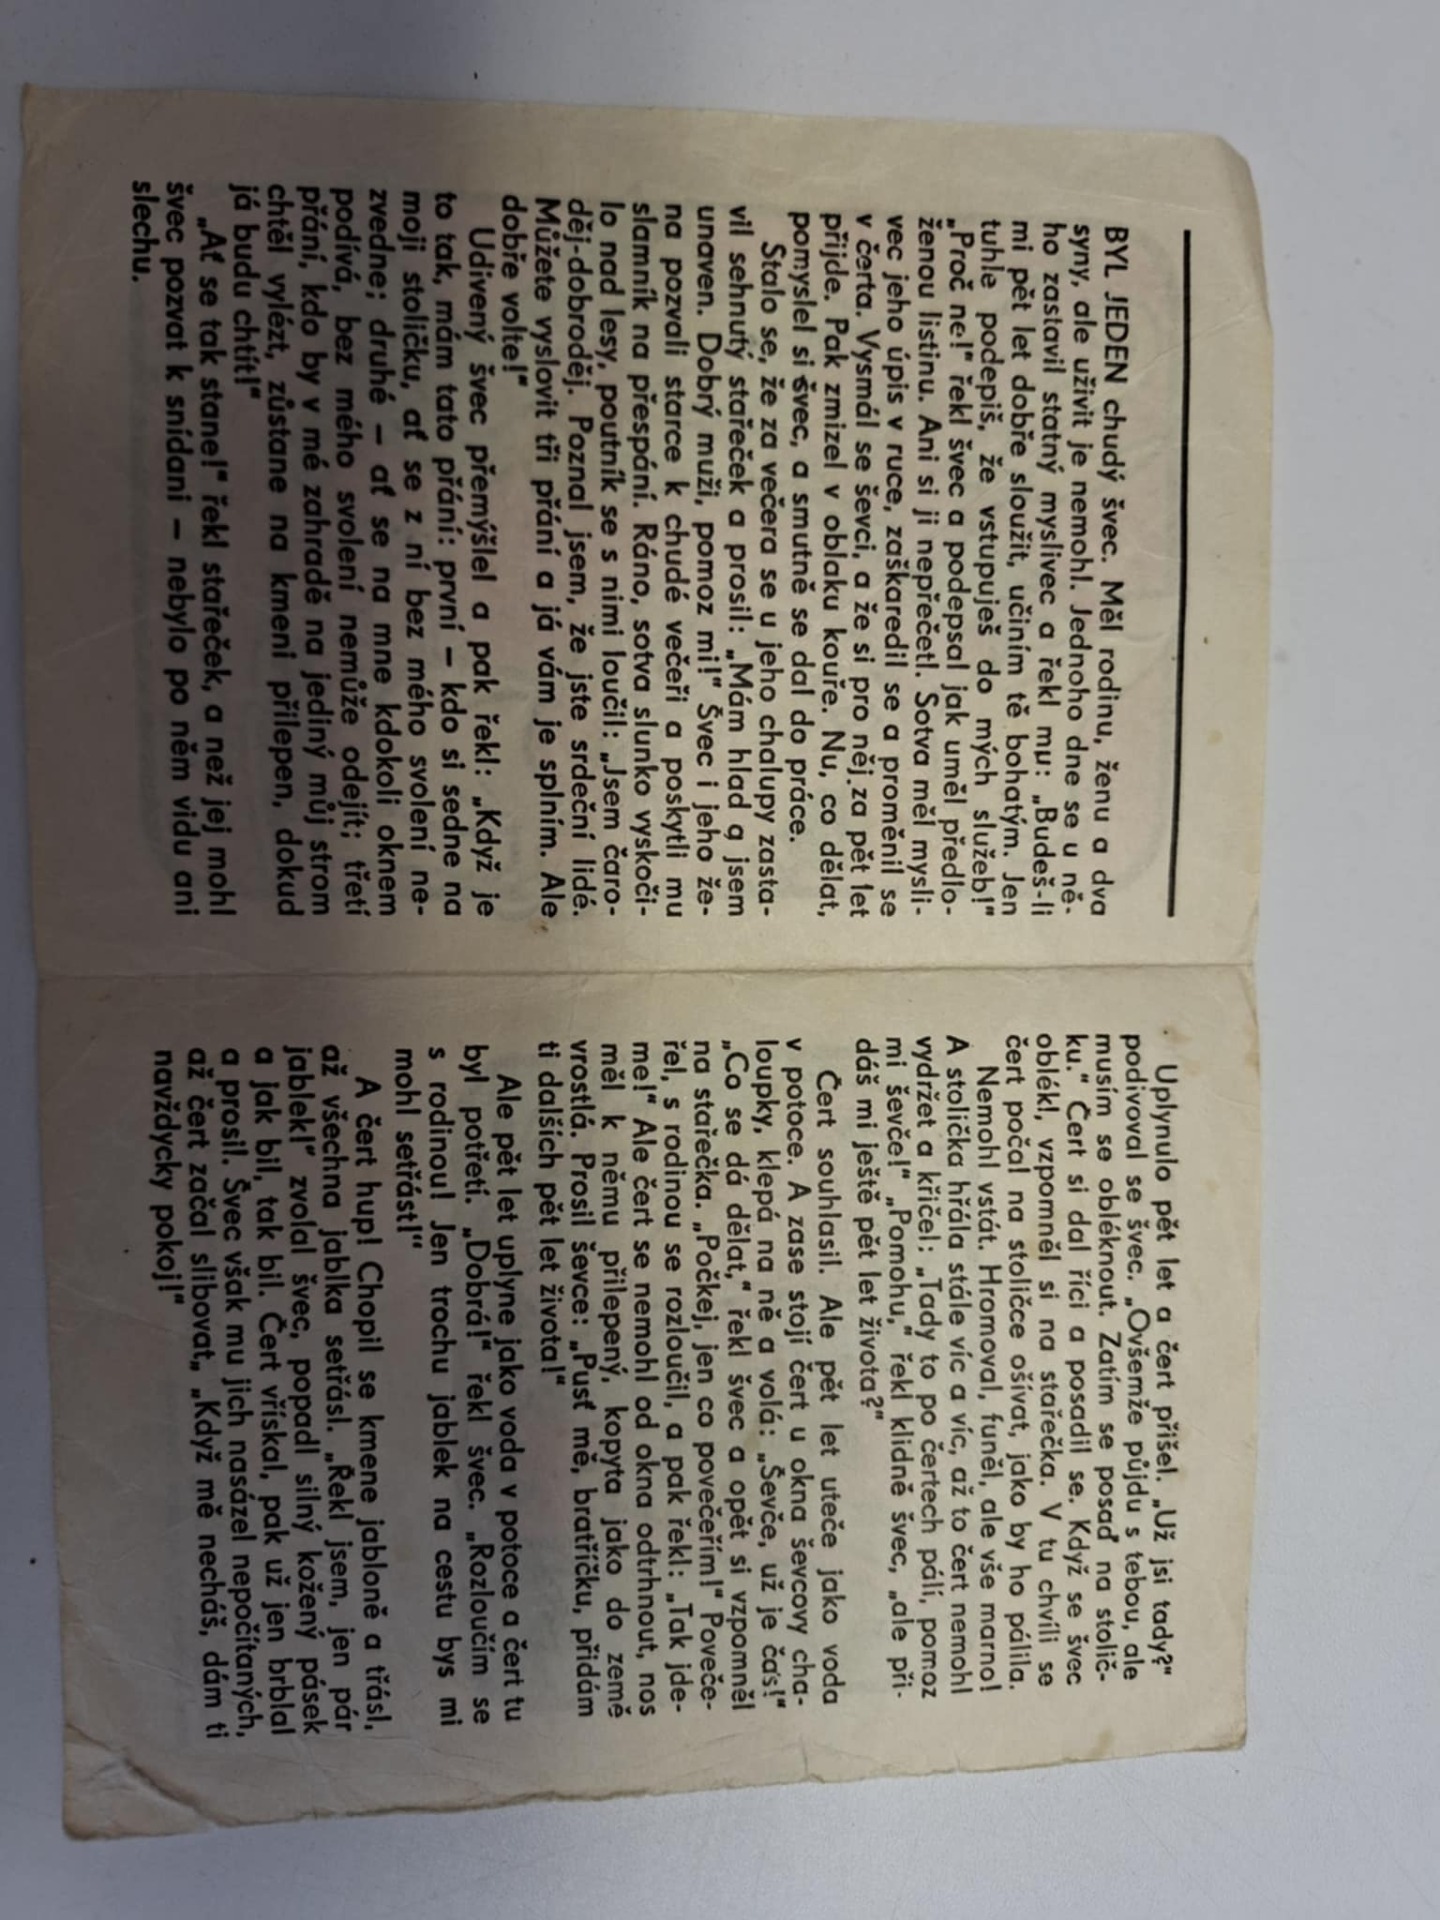 BYL JEDEN chudý švec. Měl rodinu, ženu a dva
syny, ale uživit je nemohl. Jednoho dne se u ně-
ho zastavil statný myslivec a řekl mu: „Budeš-li
mi pět let dobře sloužit, učiním tě bohatým. Jen
tuhle podepiš, že vstupuješ do mých služeb!"
„Proč ne!" řekl švec a podepsal jak uměl předlo-
ženou listinu. Ani si ji nepřečetl. Sotva měl mysli-
vec jeho úpis v ruce, zaškaredil se a proměnil se
v čerta. Vysmál se ševci, a že si pro něj za pět let
přijde. Pak zmizel v oblaku kouře. Nu, co dělat,
pomyslel si švec, a smutně se dal do práce.
Stalo se, že za večera se u jeho chalupy zasta-
vil sehnutý stařeček a prosil: „Mám hlad a jsem
unaven. Dobrý muži, pomoz mi!" Švec i jeho že-
na pozvali starce k chudé večeři a poskytli mu
slamník na přespání. Ráno, sotva slunko vyskoči-
lo nad lesy, poutník se s nimi loučil: „Jsem čaro-
děj-dobroděj. Poznal jsem, že jste srdeční lidé.
Můžete vyslovit tři přání a já vám je splním. Ale
dobře volte!"
Udivený švec přemýšlel a pak řekl: „Když je
to tak, mám tato přání: první – kdo si sedne na
moji stoličku, ať se z ní bez mého svolení ne-
zvedne; druhé – ať se na mne kdokoli oknem
podívá, bez mého svolení nemůže odejít; třetí
přání, kdo by v mé zahradě na jediný můj strom
chtěl vylézt, zůstane na kmeni přilepen, dokud
já budu chtít!"
„Ať se tak stane!" řekl stařeček, a než jej mohl
švec pozvat k snídani – nebylo po něm vidu ani
slechu.
Uplynulo pět let a čert přišel. „Už jsi tady?"
podivoval se švec. „Ovšemže půjdu s tebou, ale
musím se obléknout. Zatím se posaď na stolič-
ku." Čert si dal říci a posadil se. Když se švec
oblékl, vzpomněl si na stařečka. V tu chvíli se
čert počal na stoličce ošívat, jako by ho pálila.
Nemohl vstát. Hromoval, funěl, ale vše marno!
A stolička hřála stále víc a víc, až to čert nemohl
vydržet a křičel: „Tady to po čertech pálí, pomoz
mi ševče!" „Pomohu," řekl klidně švec, „ale při-
dáš mi ještě pět let života?"
Čert souhlasil. Ale pět let uteče jako voda
v potoce. A zase stojí čert u okna ševcovy cha-
loupky, klepá na ně a volá: „Ševče, už je čas!"
„Co se dá dělat," řekl švec a opět si vzpomněl
na stařečka. „Počkej, jen co povečeřím!" Poveče-
řel, s rodinou se rozloučil, a pak řekl: „Tak jde-
me!" Ale čert se nemohl od okna odtrhnout, nos
měl k němu přilepený, kopyta jako do země
vrostlá. Prosil ševce: „Pusť mě, bratříčku, přidám
ti dalších pět let života!"
Ale pět let uplyne jako voda v potoce a čert tu
byl potřetí. „Dobrá!" řekl švec. „Rozloučím se
s rodinou! Jen trochu jablek na cestu bys mi
mohl setřást!"
A čert hup! Chopil se kmene jabloně a třásl,
až všechna jablka setřásl. „Řekl jsem, jen pár
jablek!" zvolal švec, popadl silný kožený pásek
a jak bil, tak bil. Čert vřískal, pak už jen brblal
a prosil. Švec však mu jich nasázel nepočítaných,
až čert začal slibovat, „Když mě necháš, dám ti
navždycky pokoj!"